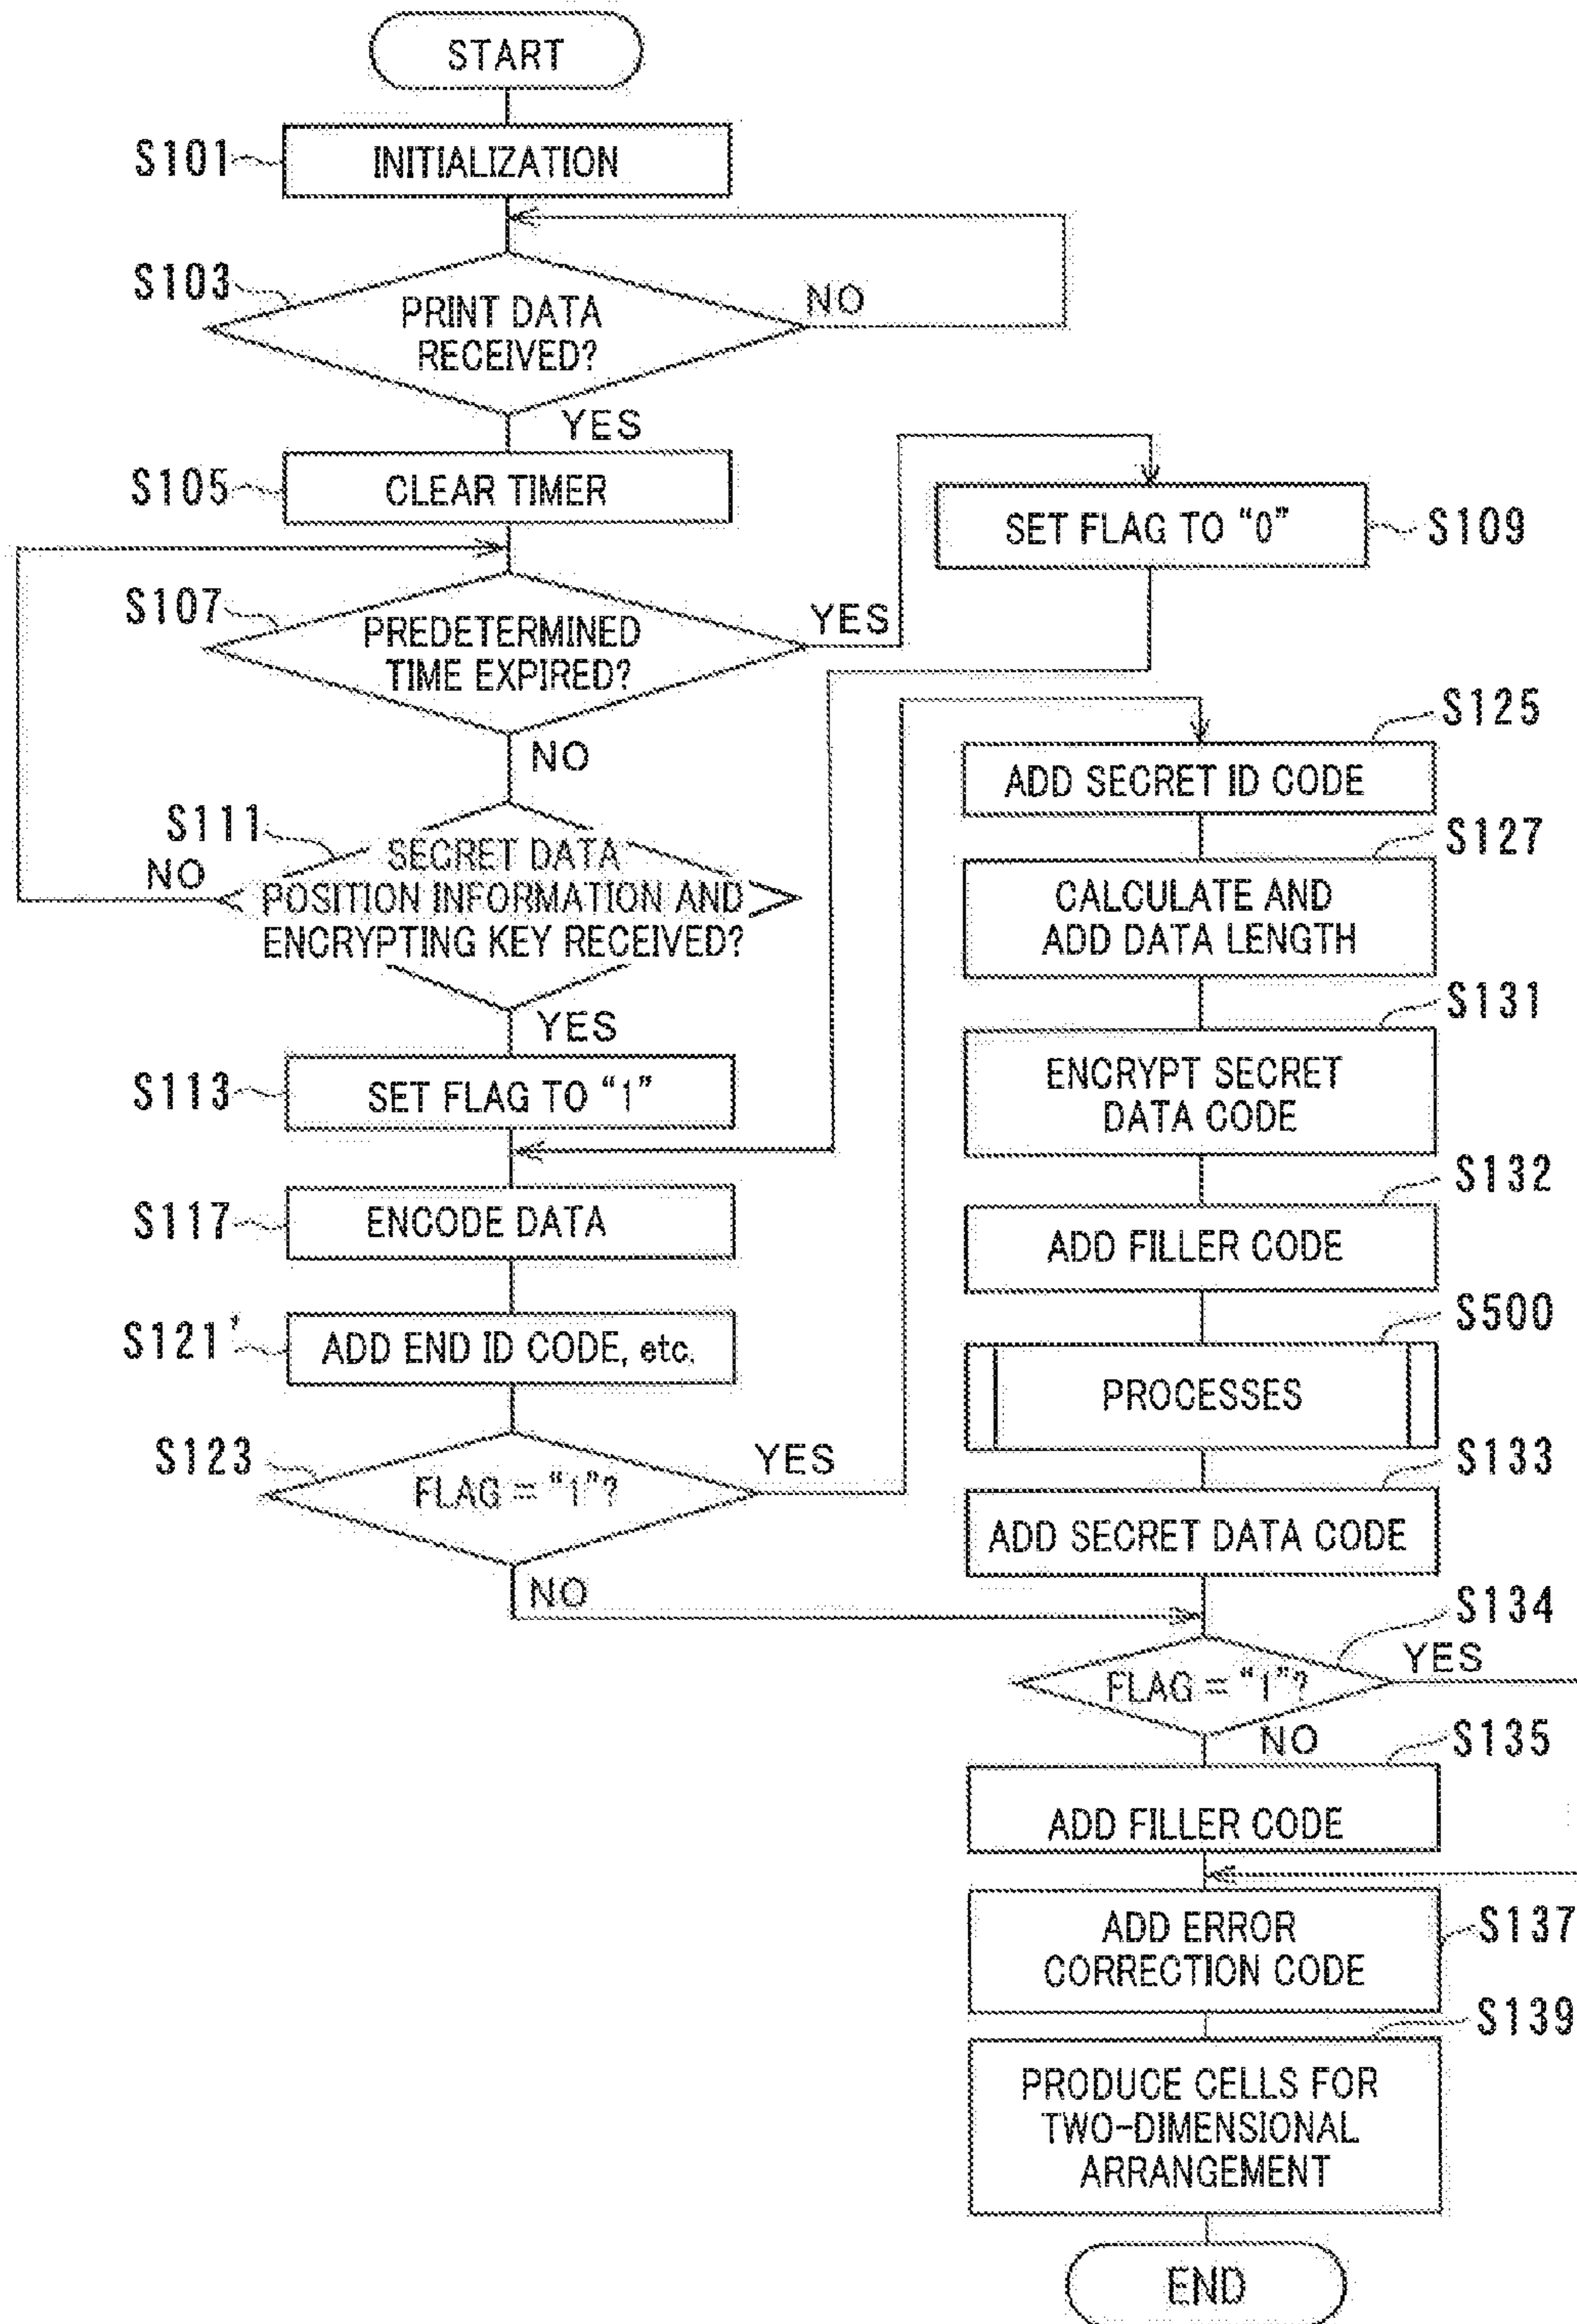 START
S101
INITIALIZATION
S103
PRINT DATA
RECEIVED?
NO
YES
S105
CLEAR TIMER
S107
PREDETERMINED
TIME EXPIRED?
YES
NO
SET FLAG TO “0”
S109
S111
SECRET DATA
POSITION INFORMATION AND
ENCRYPTING KEY RECEIVED?
NO
YES
S113
SET FLAG TO “1”
S117
ENCODE DATA
S121'
ADD END ID CODE, etc.
S123
FLAG = “1”?
YES
NO
S125
ADD SECRET ID CODE
S127
CALCULATE AND
ADD DATA LENGTH
S131
ENCRYPT SECRET
DATA CODE
S132
ADD FILLER CODE
S500
PROCESSES
S133
ADD SECRET DATA CODE
S134
FLAG = “1”?
YES
NO
S135
ADD FILLER CODE
S137
ADD ERROR
CORRECTION CODE
S139
PRODUCE CELLS FOR
TWO-DIMENSIONAL
ARRANGEMENT
END